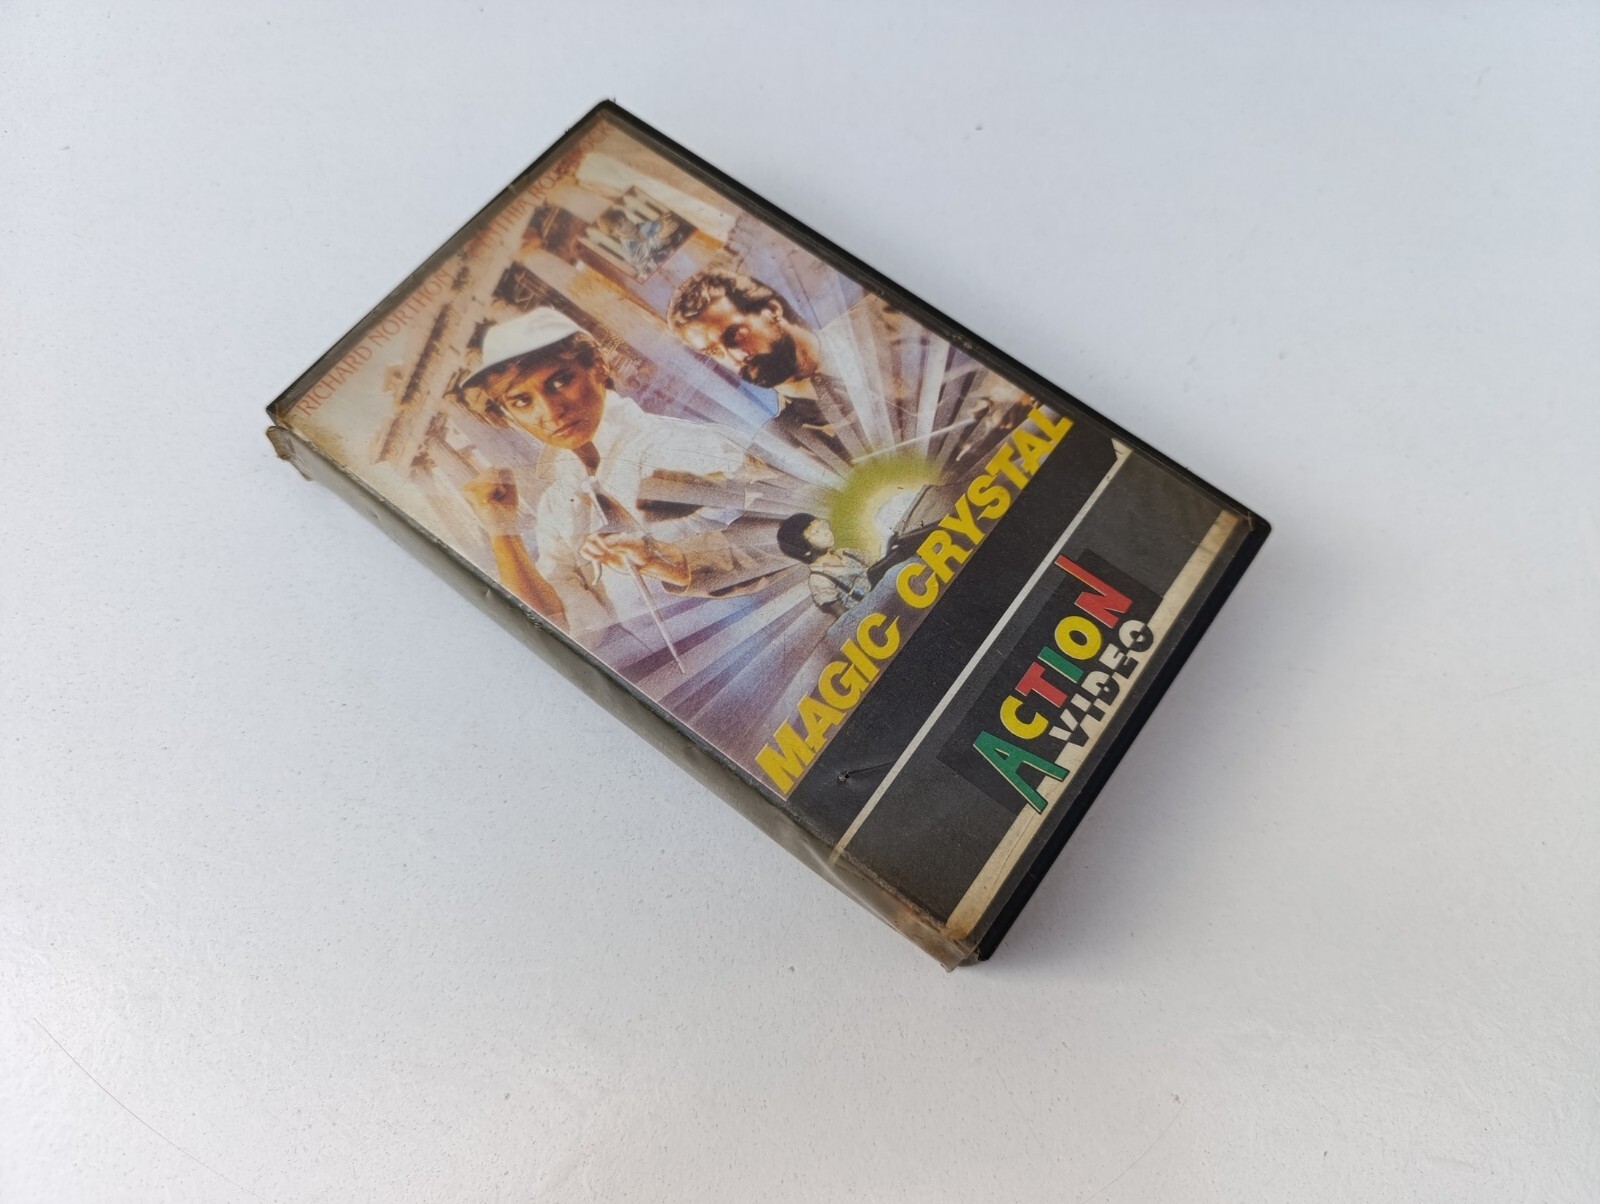 RICHARD NORTHON
MAGIC CRYSTAL
ACTION
VIDEO